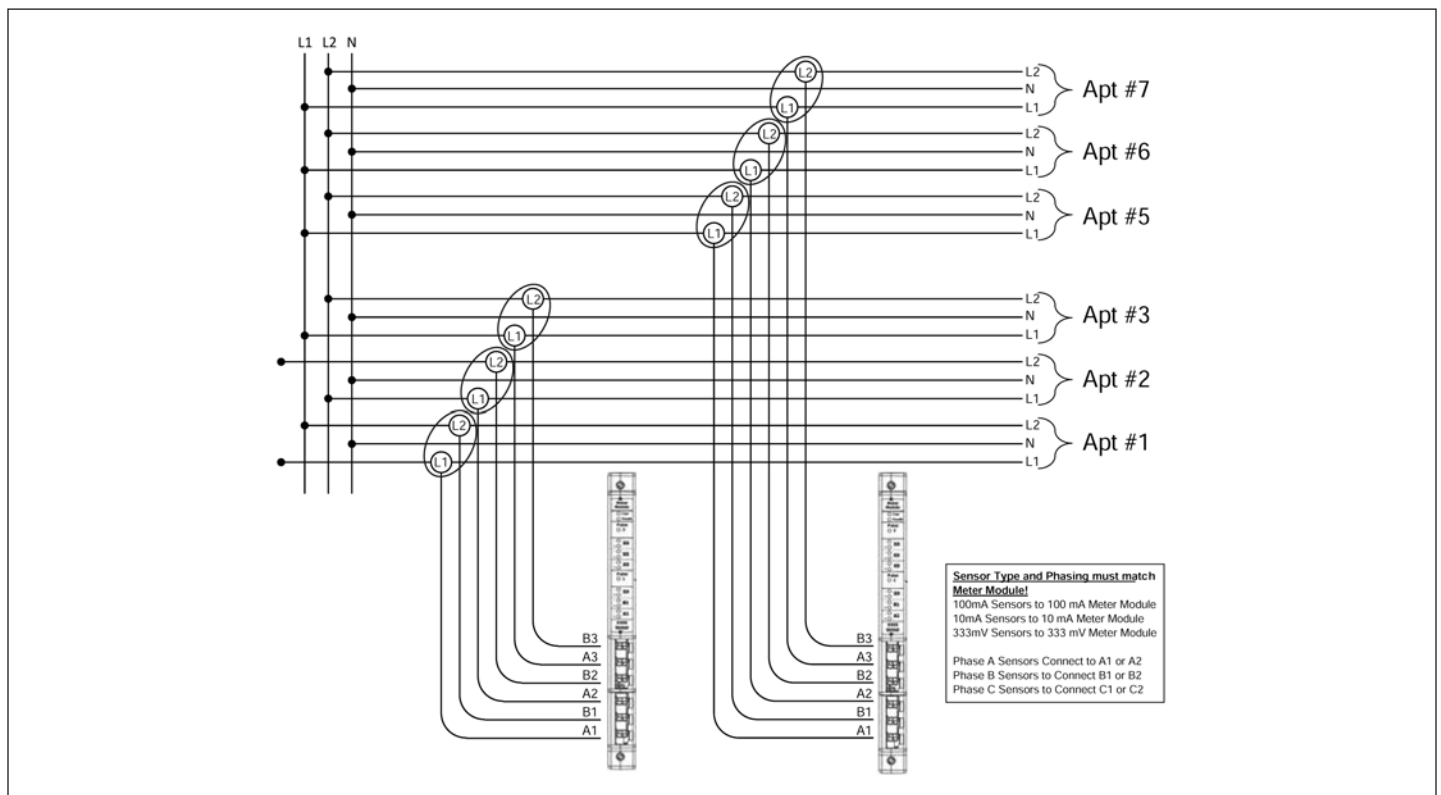 L1 L2 N
L2
L2
N
Apt #7
L1
L1
L2
L2
N
Apt #6
L1
L1
L2
L2
N
Apt #5
L1
L1
L2
L2
N
Apt #3
L1
L1
L2
L2
N
Apt #2
L1
L1
L2
L2
N
Apt #1
L1
L1
B3
A3
B2
A2
B1
A1
Meter
Module
B3
A3
B2
A2
B1
A1
Meter
Module
Sensor Type and Phasing must match
Meter Module!
100mA Sensors to 100 mA Meter Module
10mA Sensors to 10 mA Meter Module
333mV Sensors to 333 mV Meter Module
Phase A Sensors Connect to A1 or A2
Phase B Sensors to Connect B1 or B2
Phase C Sensors to Connect C1 or C2